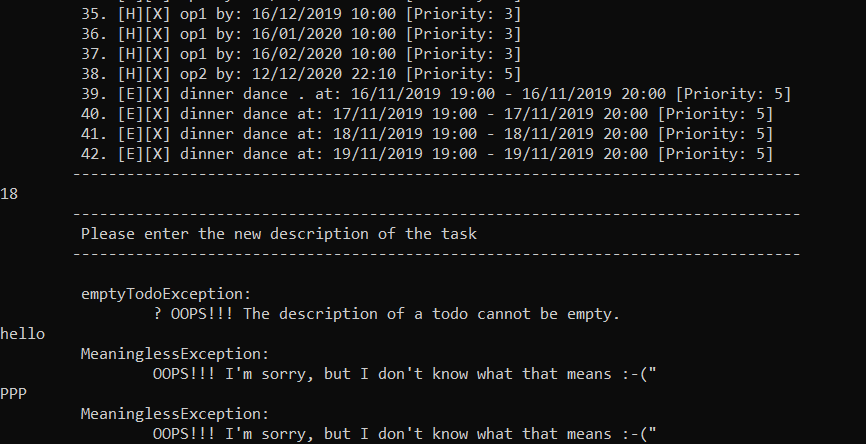 35. [H][X] op1 by: 16/12/2019 10:00 [Priority: 3]
36. [H][X] op1 by: 16/01/2020 10:00 [Priority: 3]
37. [H][X] op1 by: 16/02/2020 10:00 [Priority: 3]
38. [H][X] op2 by: 12/12/2020 22:10 [Priority: 5]
39. [E][X] dinner dance . at: 16/11/2019 19:00 - 16/11/2019 20:00 [Priority: 5]
40. [E][X] dinner dance at: 17/11/2019 19:00 - 17/11/2019 20:00 [Priority: 5]
41. [E][X] dinner dance at: 18/11/2019 19:00 - 18/11/2019 20:00 [Priority: 5]
42. [E][X] dinner dance at: 19/11/2019 19:00 - 19/11/2019 20:00 [Priority: 5]
--------------------------------------------------------------------------------
18
--------------------------------------------------------------------------------
Please enter the new description of the task
--------------------------------------------------------------------------------
emptyTodoException:
? OOPS!!! The description of a todo cannot be empty.
hello
MeaninglessException:
OOPS!!! I'm sorry, but I don't know what that means :-("
PPP
MeaninglessException:
OOPS!!! I'm sorry, but I don't know what that means :-("